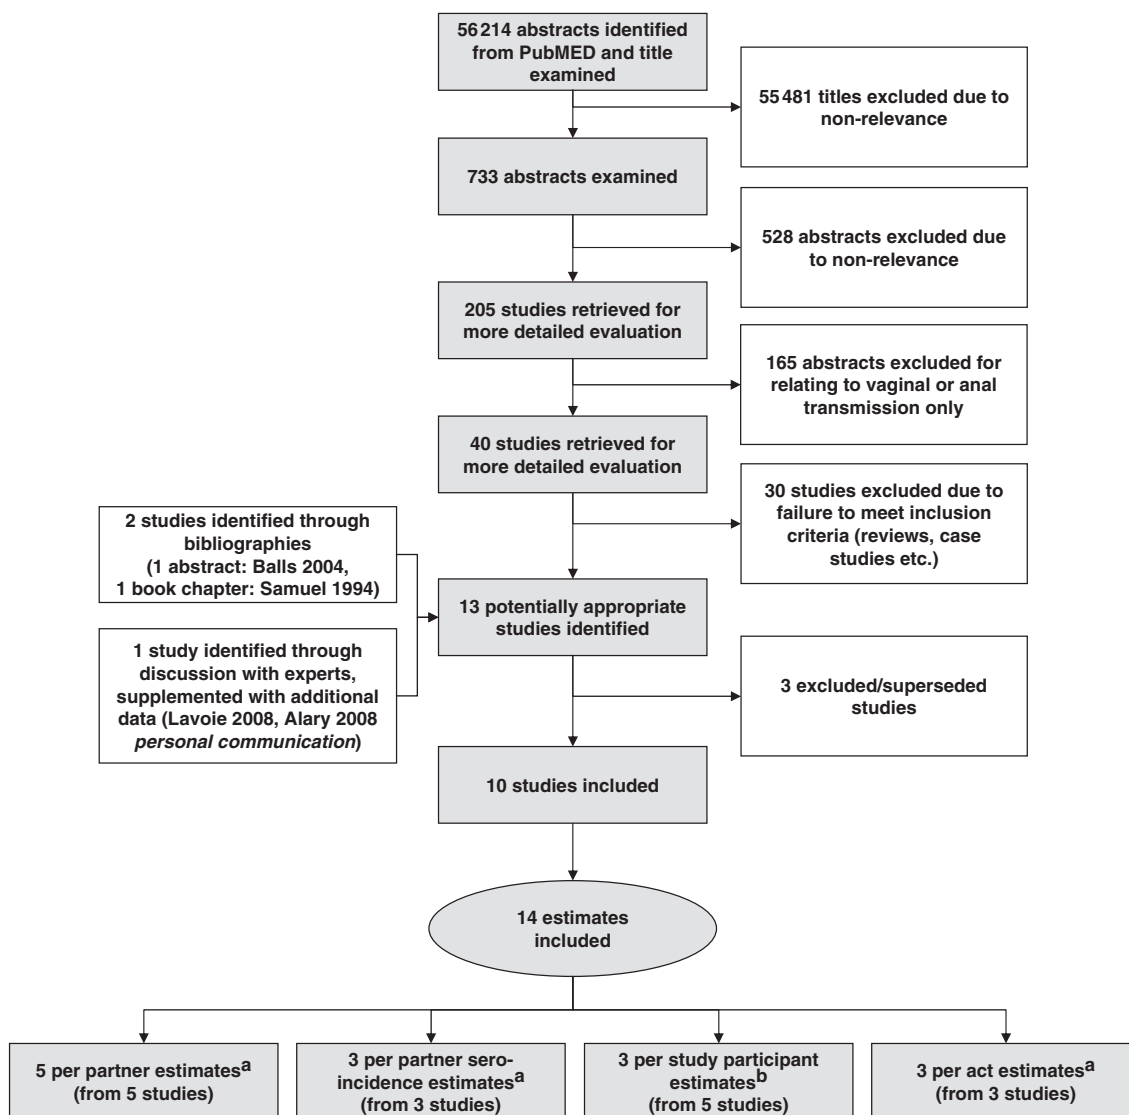 56 214 abstracts identified
from PubMED and title
examined
55 481 titles excluded due to
non-relevance
733 abstracts examined
528 abstracts excluded due
to non-relevance
205 studies retrieved for
more detailed evaluation
165 abstracts excluded for
relating to vaginal or anal
transmission only
40 studies retrieved for
more detailed evaluation
30 studies excluded due to
failure to meet inclusion
criteria (reviews, case
studies etc.)
2 studies identified through
bibliographies
(1 abstract: Balls 2004,
1 book chapter: Samuel 1994)
13 potentially appropriate
studies identified
1 study identified through
discussion with experts,
supplemented with additional
data (Lavoie 2008, Alary 2008
personal communication)
3 excluded/superseded
studies
10 studies included
14 estimates
included
5 per partner estimatesa
(from 5 studies)
3 per partner sero-
incidence estimatesa
(from 3 studies)
3 per study participant
estimatesb
(from 5 studies)
3 per act estimatesa
(from 3 studies)